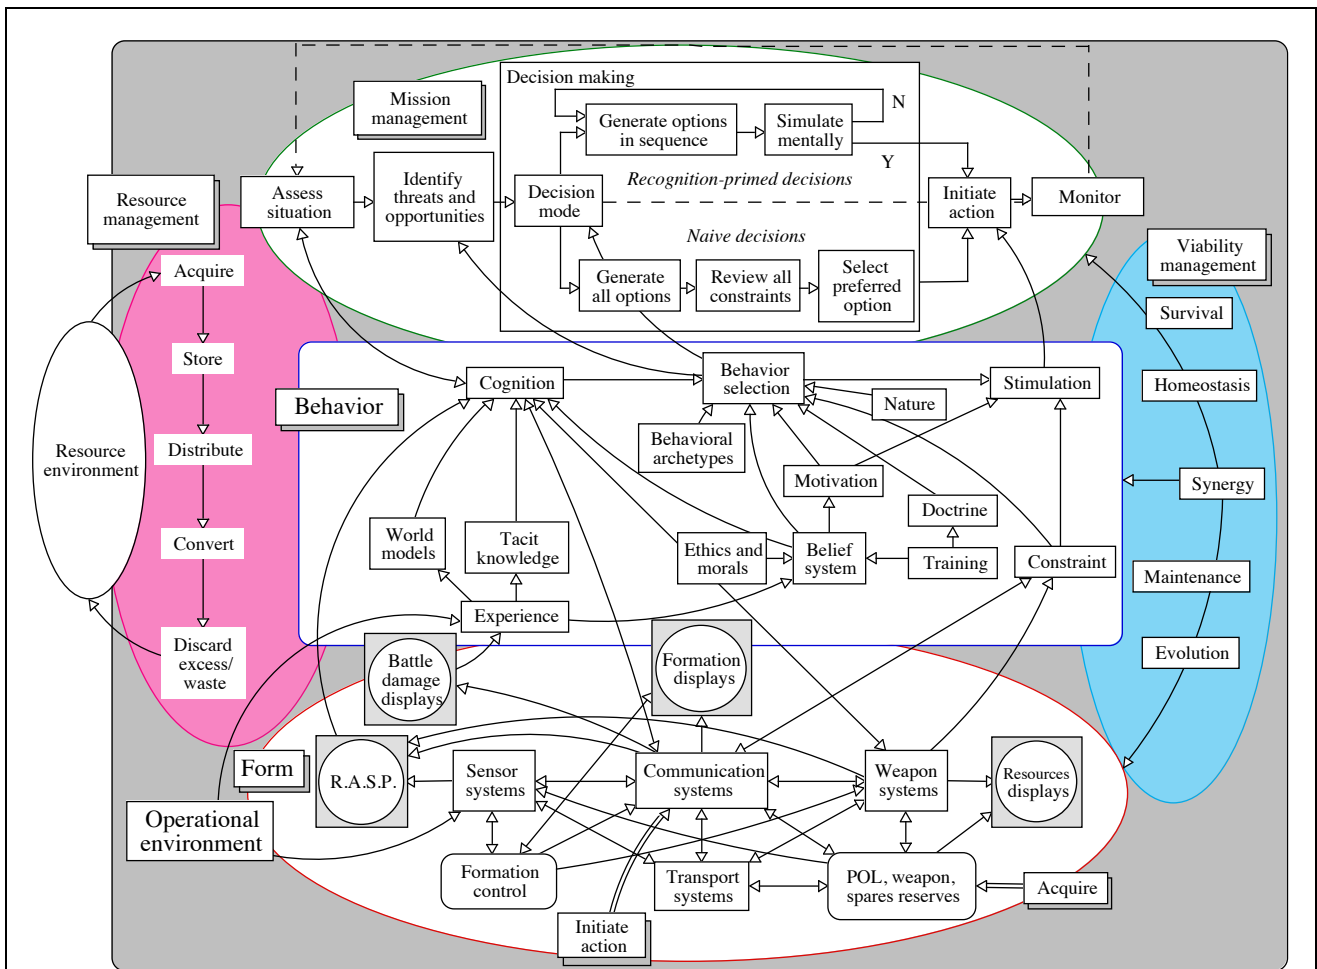 Decision making
Mission
management
N
Generate options
in sequence
Simulate
mentally
Y
Resource
management
Assess
situation
Identify
threats and
opportunities
Decision
mode
Recognition-primed decisions
Initiate
action
Monitor
Naive decisions
Viability
management
Acquire
Generate
all options
Review all
constraints
Select
preferred
option
Survival
Store
Cognition
Behavior
selection
Stimulation
Homeostasis
Behavior
Nature
Resource
environment
Distribute
Behavioral
archetypes
Motivation
Synergy
Doctrine
Convert
World
models
Tacit
knowledge
Ethics and
morals
Belief
system
Training
Constraint
Maintenance
Experience
Discard
excess/
waste
Battle
damage
displays
Formation
displays
Evolution
Form
R.A.S.P.
Sensor
systems
Communication
systems
Weapon
systems
Resources
displays
Operational
environment
Formation
control
Transport
systems
POL, weapon,
spares reserves
Acquire
Initiate
action